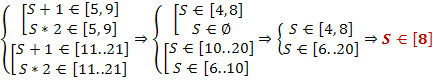 S + 1 ∈ [5, 9]
S * 2 ∈ [5, 9]
S + 1 ∈ [11..21]
S * 2 ∈ [11..21]
⇒
S ∈ [4,8]
S ∈ ∅
S ∈ [10..20]
S ∈ [6..10]
⇒
S ∈ [4,8]
S ∈ [6..20]
⇒ S ∈ [8]